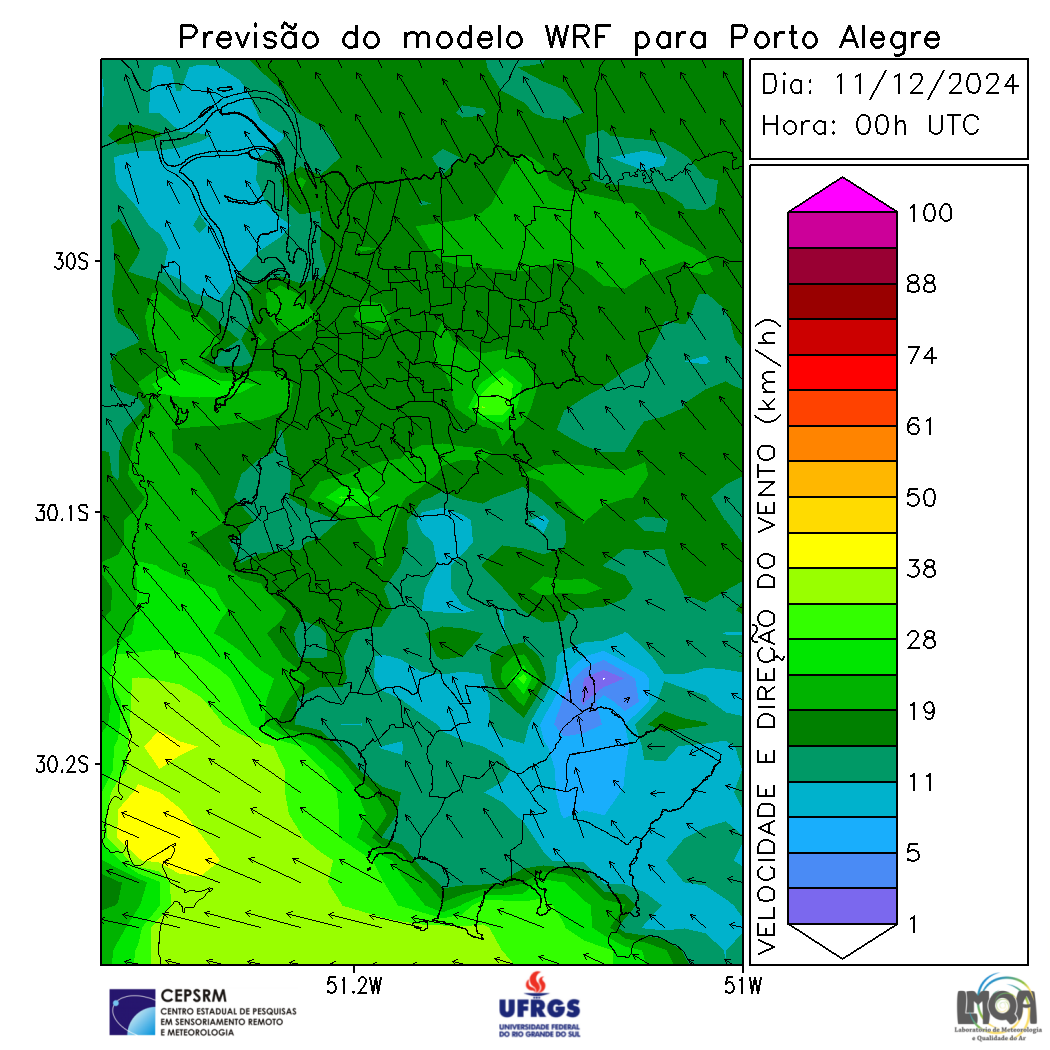 Previsão do modelo WRF para Porto Alegre
Dia: 11/12/2024
Hora: 00h UTC
30S
30.1S
30.2S
51.2W
51W
VELOCIDADE E DIREÇÃO DO VENTO (km/h)
100
88
74
61
50
38
28
19
11
5
1
CEPSRM
CENTRO ESTADUAL DE PESQUISAS
EM SENSORIAMENTO REMOTO
E METEOROLOGIA
UFRGS
UNIVERSIDADE FEDERAL
DO RIO GRANDE DO SUL
LMQA
Laboratório de Meteorologia
e Qualidade do Ar